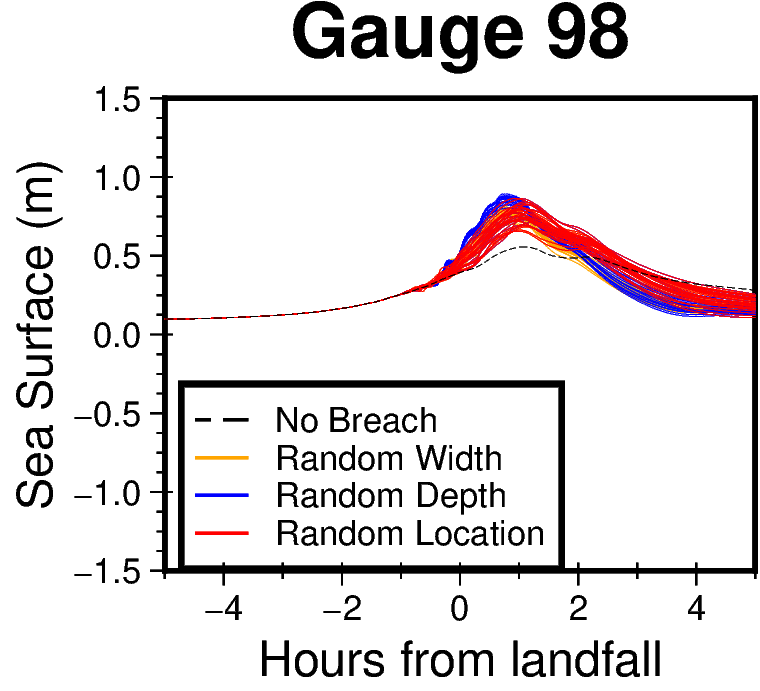 Gauge 98
1.5
1.0
0.5
0.0
−0.5
−1.0
−1.5
Sea Surface (m)
No Breach
Random Width
Random Depth
Random Location
−4 −2 0 2 4
Hours from landfall